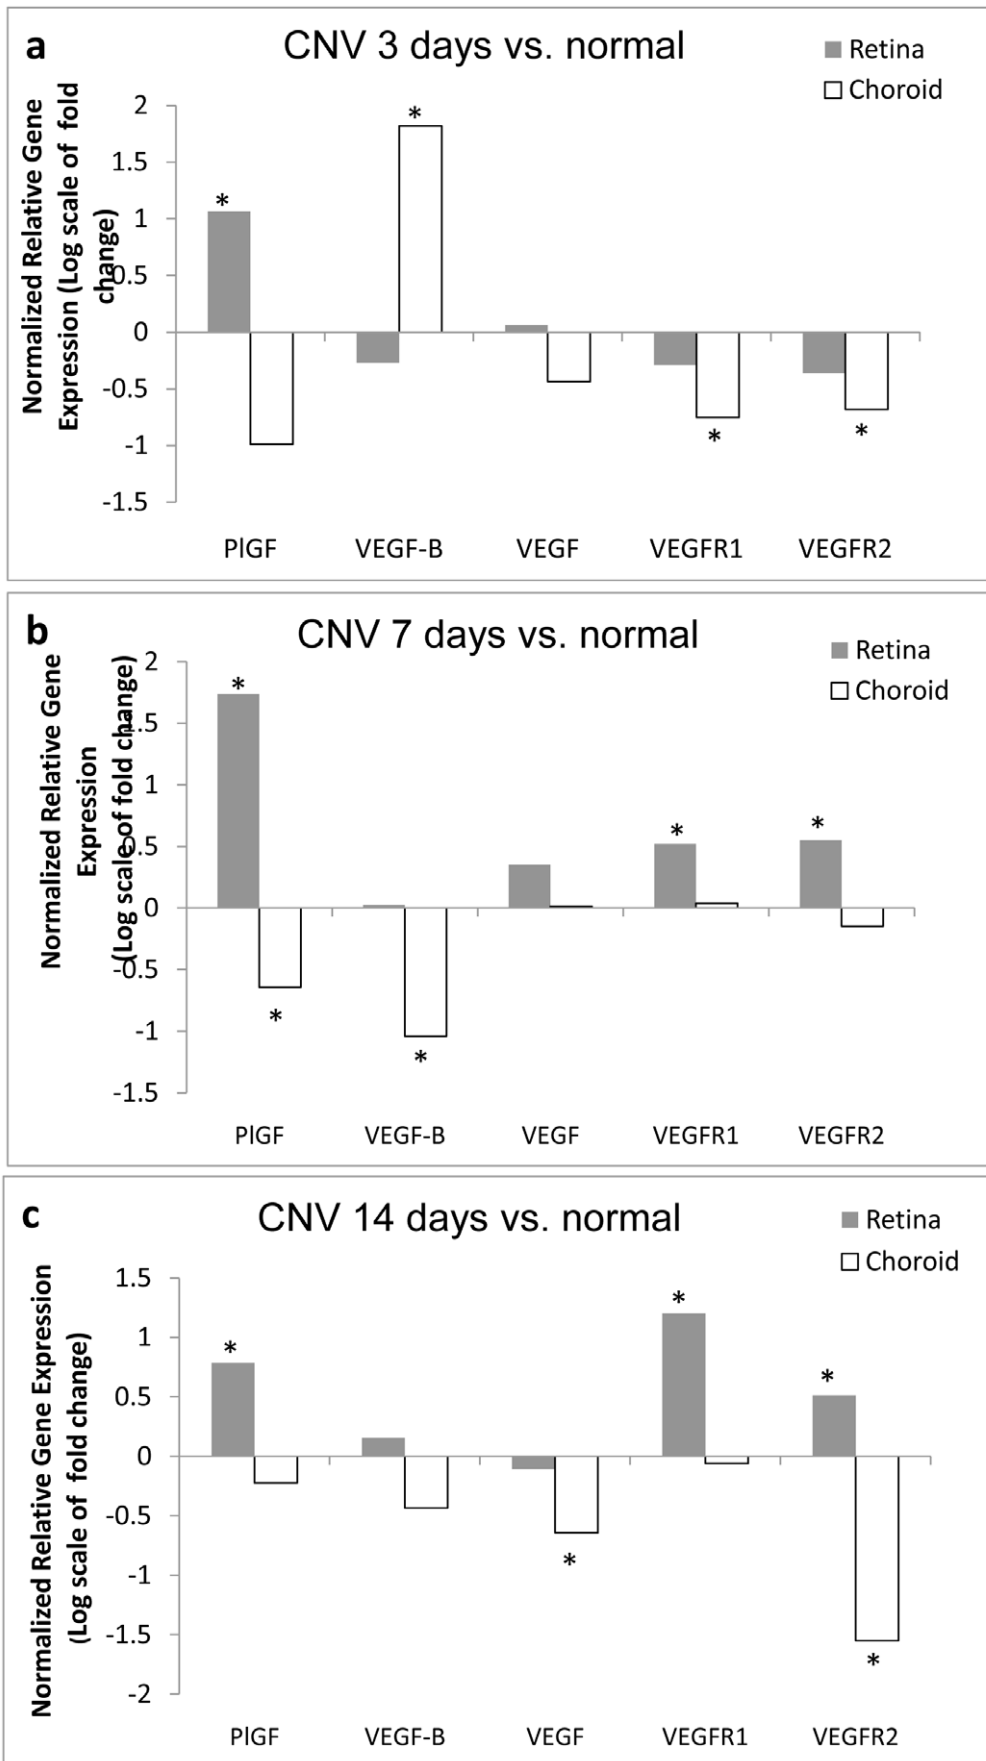 a
CNV 3 days vs. normal
Retina
Choroid
Normalized Relative Gene
Expression (Log scale of fold
change)
2
*
1.5
*
1
0.5
0
-0.5
* *
-1
-1.5
PlGF VEGF-B VEGF VEGFR1 VEGFR2
b
CNV 7 days vs. normal
Retina
Choroid
Normalized Relative Gene
Expression
(Log scale of fold change)
2
*
1.5
1
* *
0.5
0
-0.5
*
-1
*
-1.5
PlGF VEGF-B VEGF VEGFR1 VEGFR2
c
CNV 14 days vs. normal
Retina
Choroid
Normalized Relative Gene Expression
(Log scale of fold change)
1.5
*
1
*
*
0.5
0
-0.5
*
-1
-1.5
*
-2
PlGF VEGF-B VEGF VEGFR1 VEGFR2